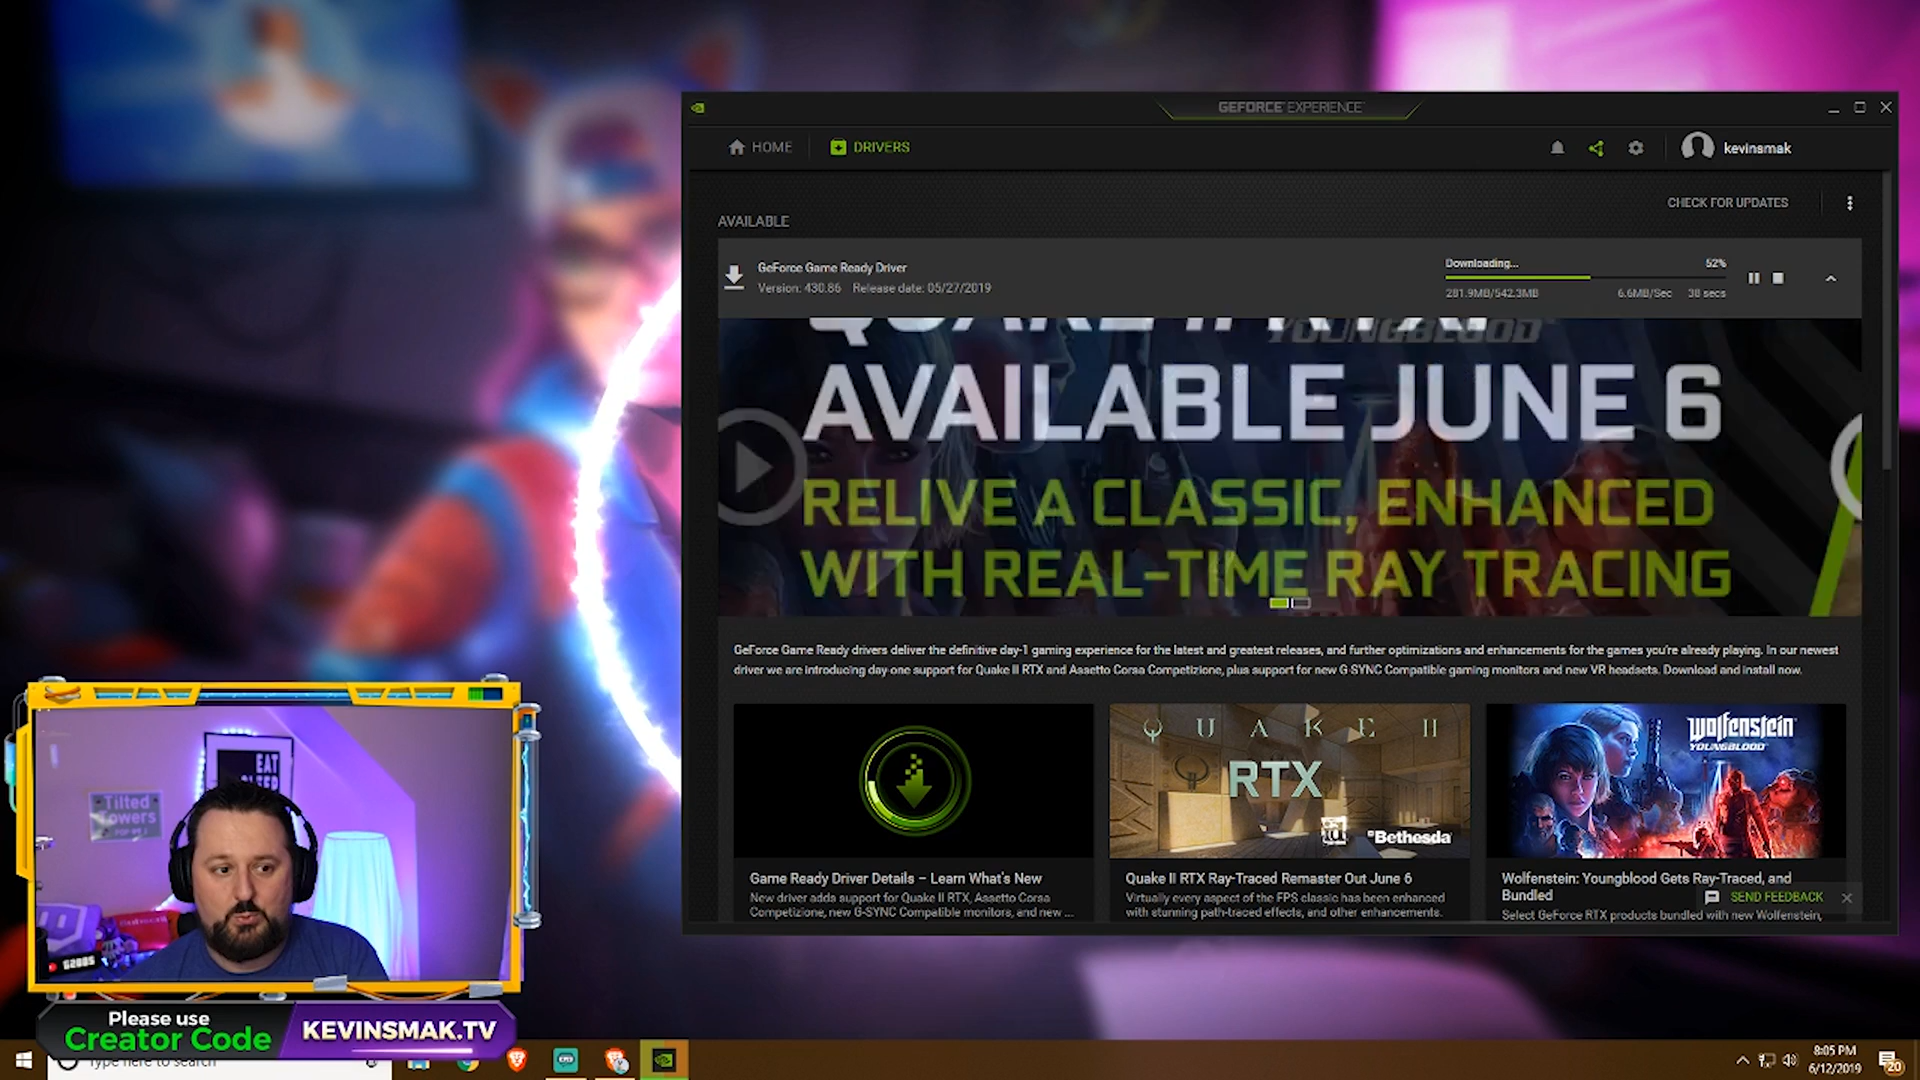 GEFORCE EXPERIENCE
HOME
DRIVERS
kevinsmak
CHECK FOR UPDATES
AVAILABLE
GeForce Game Ready Driver
Version: 430.86 Release date: 05/27/2019
Downloading...
52%
281.9MB/542.3MB
6.6MB/Sec
38 secs
YOUNGBLOOD
AVAILABLE JUNE 6
RELIVE A CLASSIC, ENHANCED
WITH REAL-TIME RAY TRACING
GeForce Game Ready drivers deliver the definitive day-1 gaming experience for the latest and greatest releases, and further optimizations and enhancements for the games you're already playing. In our newest
driver we are introducing day-one support for Quake II RTX and Assetto Corsa Competizione, plus support for new G-SYNC Compatible gaming monitors and new VR headsets. Download and install now.
QUAKE II
RTX
Bethesda
Wolfenstein
YOUNGBLOOD
Game Ready Driver Details – Learn What's New
New driver adds support for Quake II RTX, Assetto Corsa
Competizione, new G-SYNC Compatible monitors, and new ...
Quake II RTX Ray-Traced Remaster Out June 6
Virtually every aspect of the FPS classic has been enhanced
with stunning path-traced effects, and other enhancements.
Wolfenstein: Youngblood Gets Ray-Traced, and
Bundled
SEND FEEDBACK
Select GeForce RTX products bundled with new Wolfenstein,
EAT
Tilted
Towers
Please use
Creator Code
KEVINSMAK.TV
Type here to search
8:05 PM
6/12/2019
20